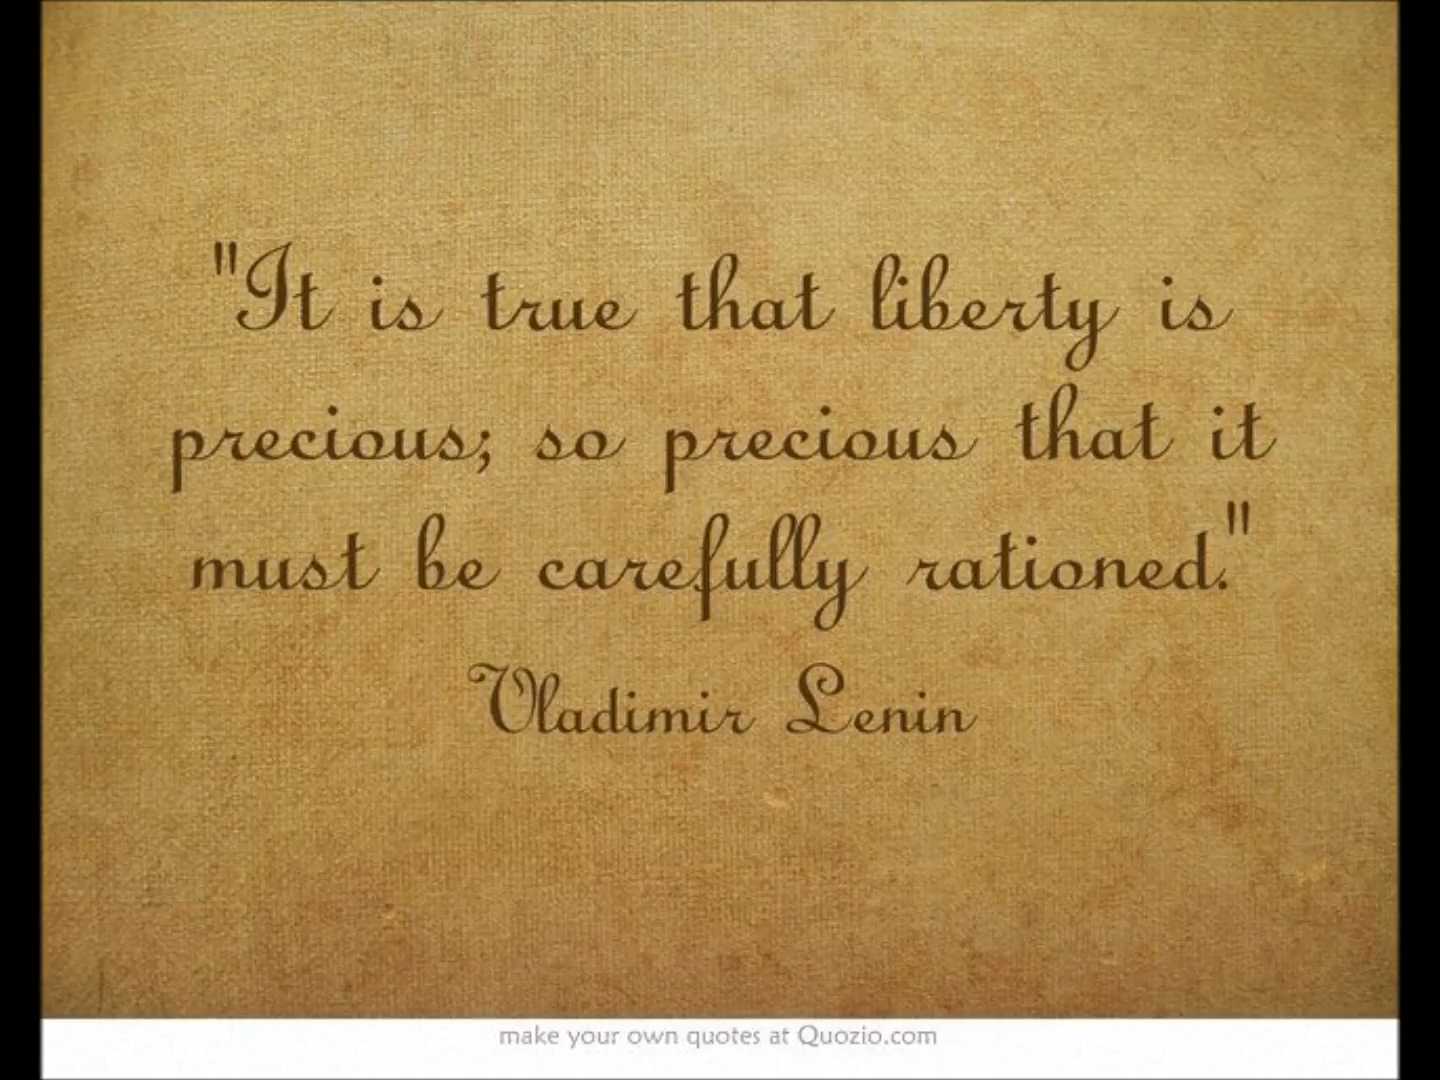 "It is true that liberty is
precious; so precious that it
must be carefully rationed."
Vladimir Lenin
make your own quotes at Quozio.com